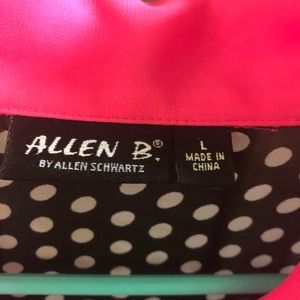 ALLEN B.®
BY ALLEN SCHWARTZ
L
MADE IN
CHINA